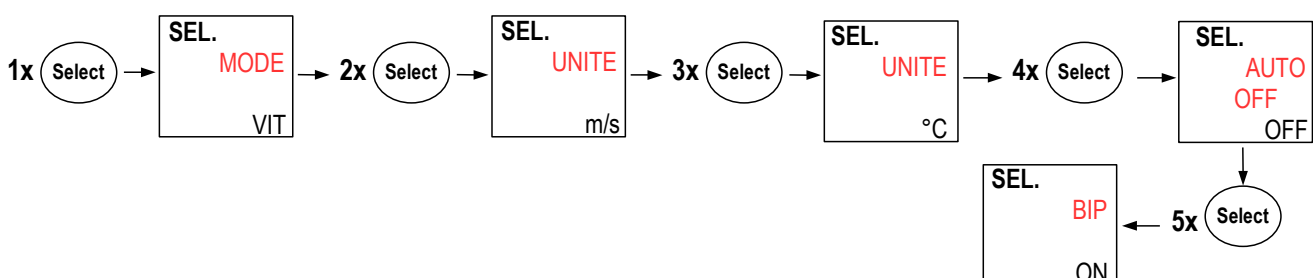 1x
Select
SEL.
MODE
VIT
2x
Select
SEL.
UNITE
m/s
3x
Select
SEL.
UNITE
°C
4x
Select
SEL.
AUTO
OFF
OFF
5x
Select
SEL.
BIP
ON